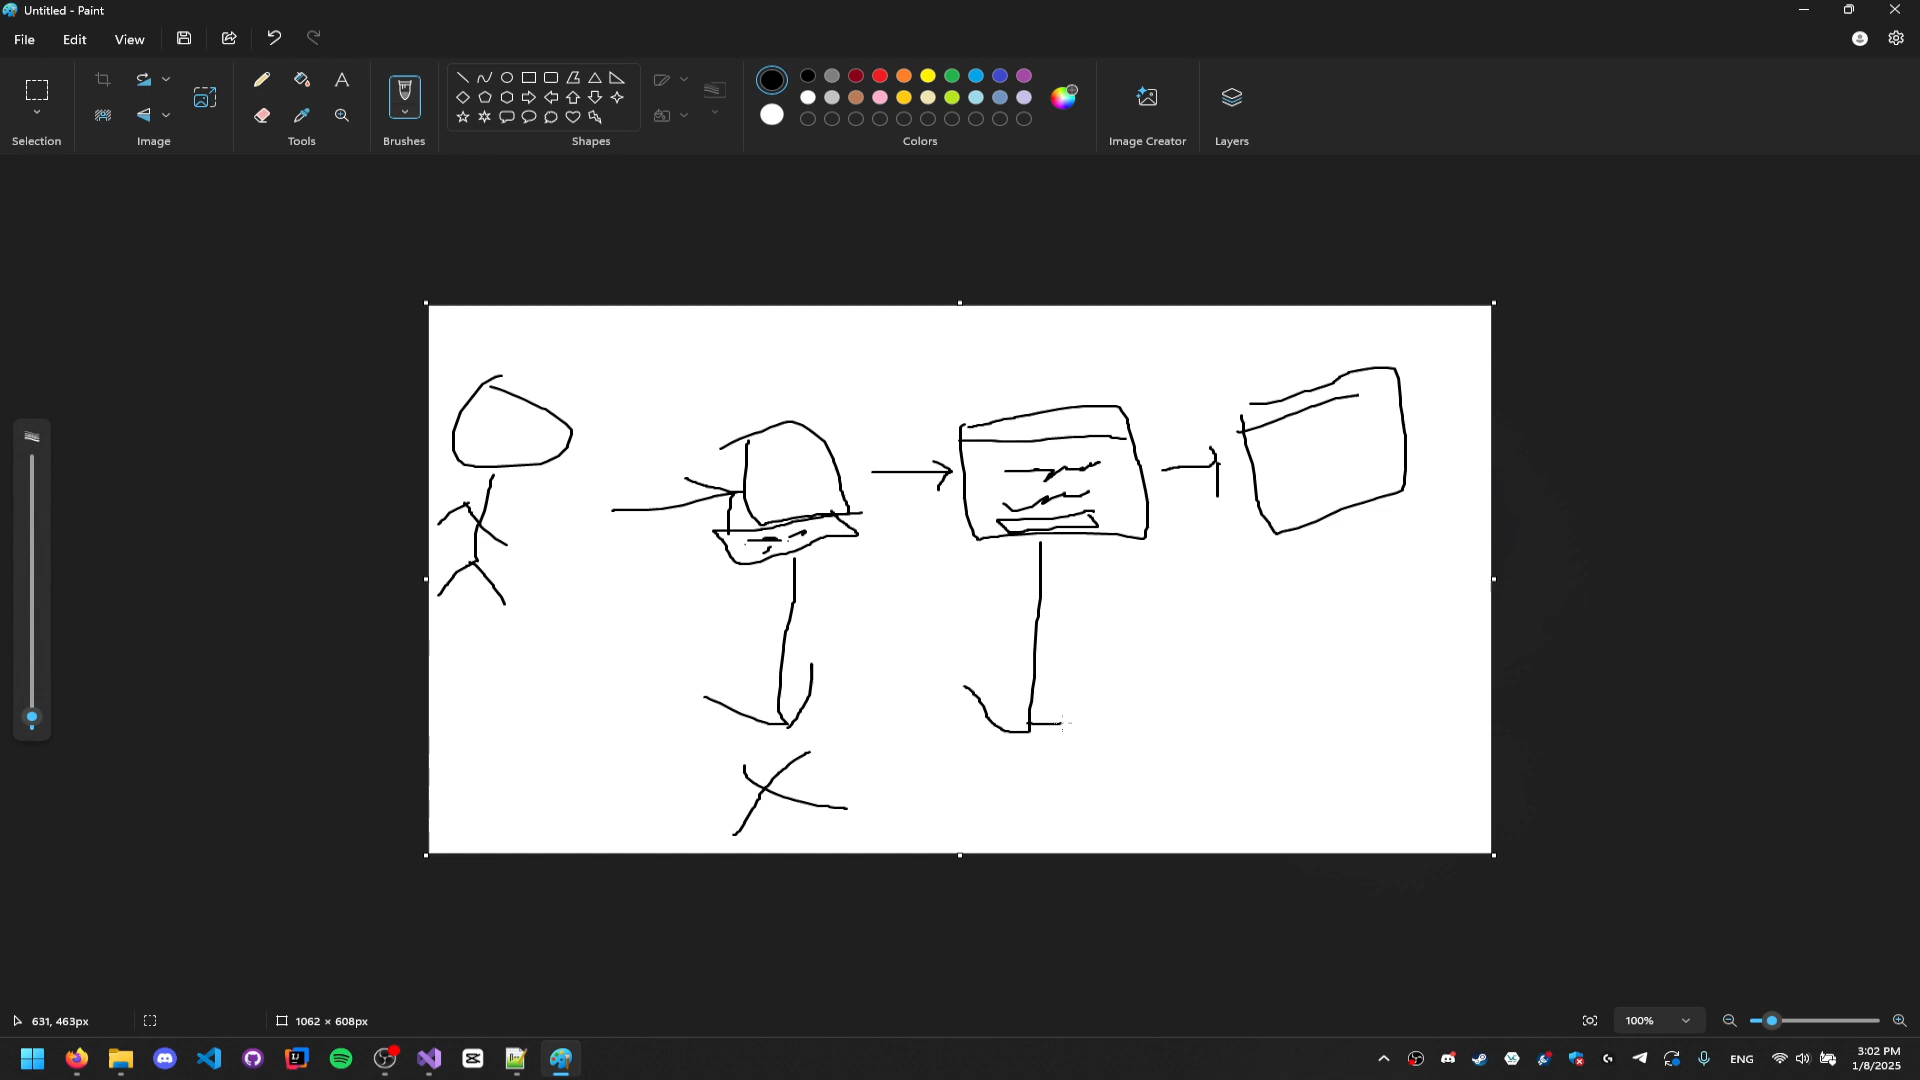 Untitled - Paint
File Edit View
Selection Image Tools Brushes Shapes Colors Image Creator Layers
631, 463px
1062 × 608px
100%
ENG
3:02 PM
1/8/2025